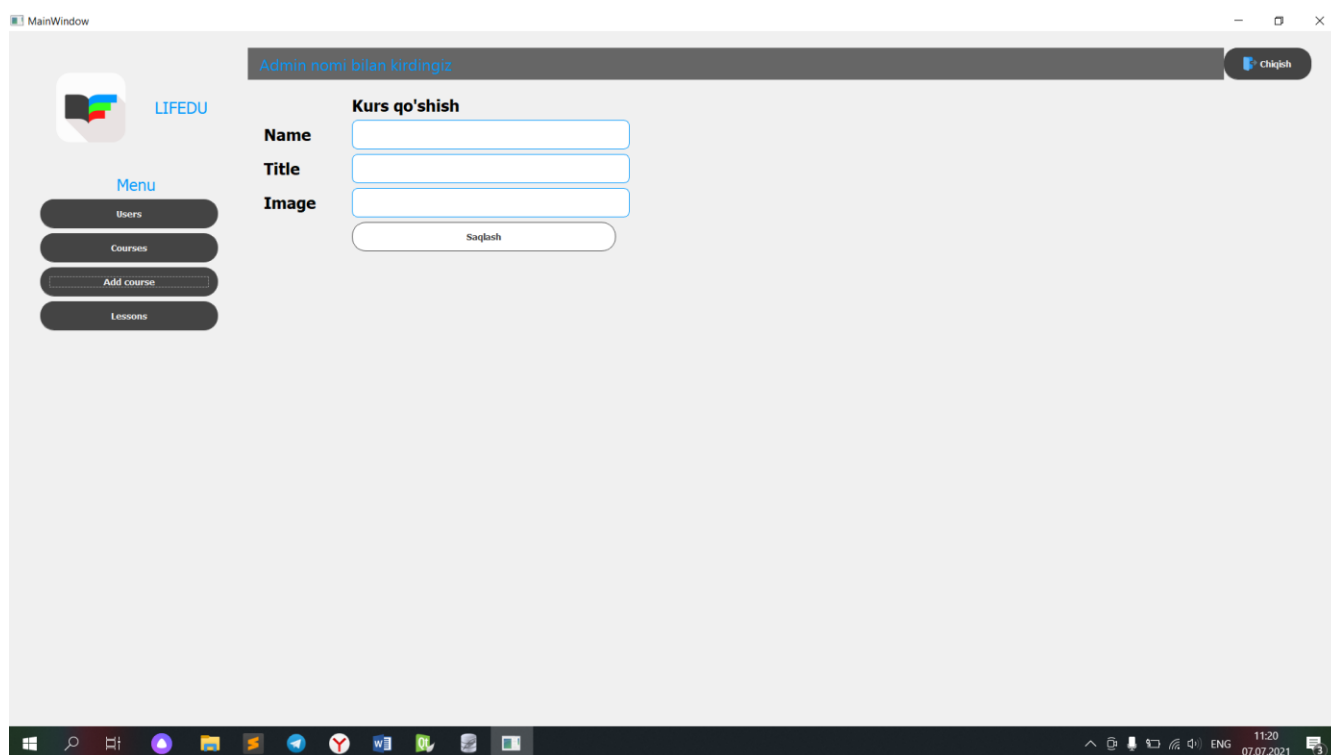 MainWindow
Admin nomi bilan kirdingiz
Chiqish
LIFEDU
Menu
Users
Courses
Add course
Lessons
Kurs qo'shish
Name
Title
Image
Saqlash
ENG
11:20
07.07.2021
3